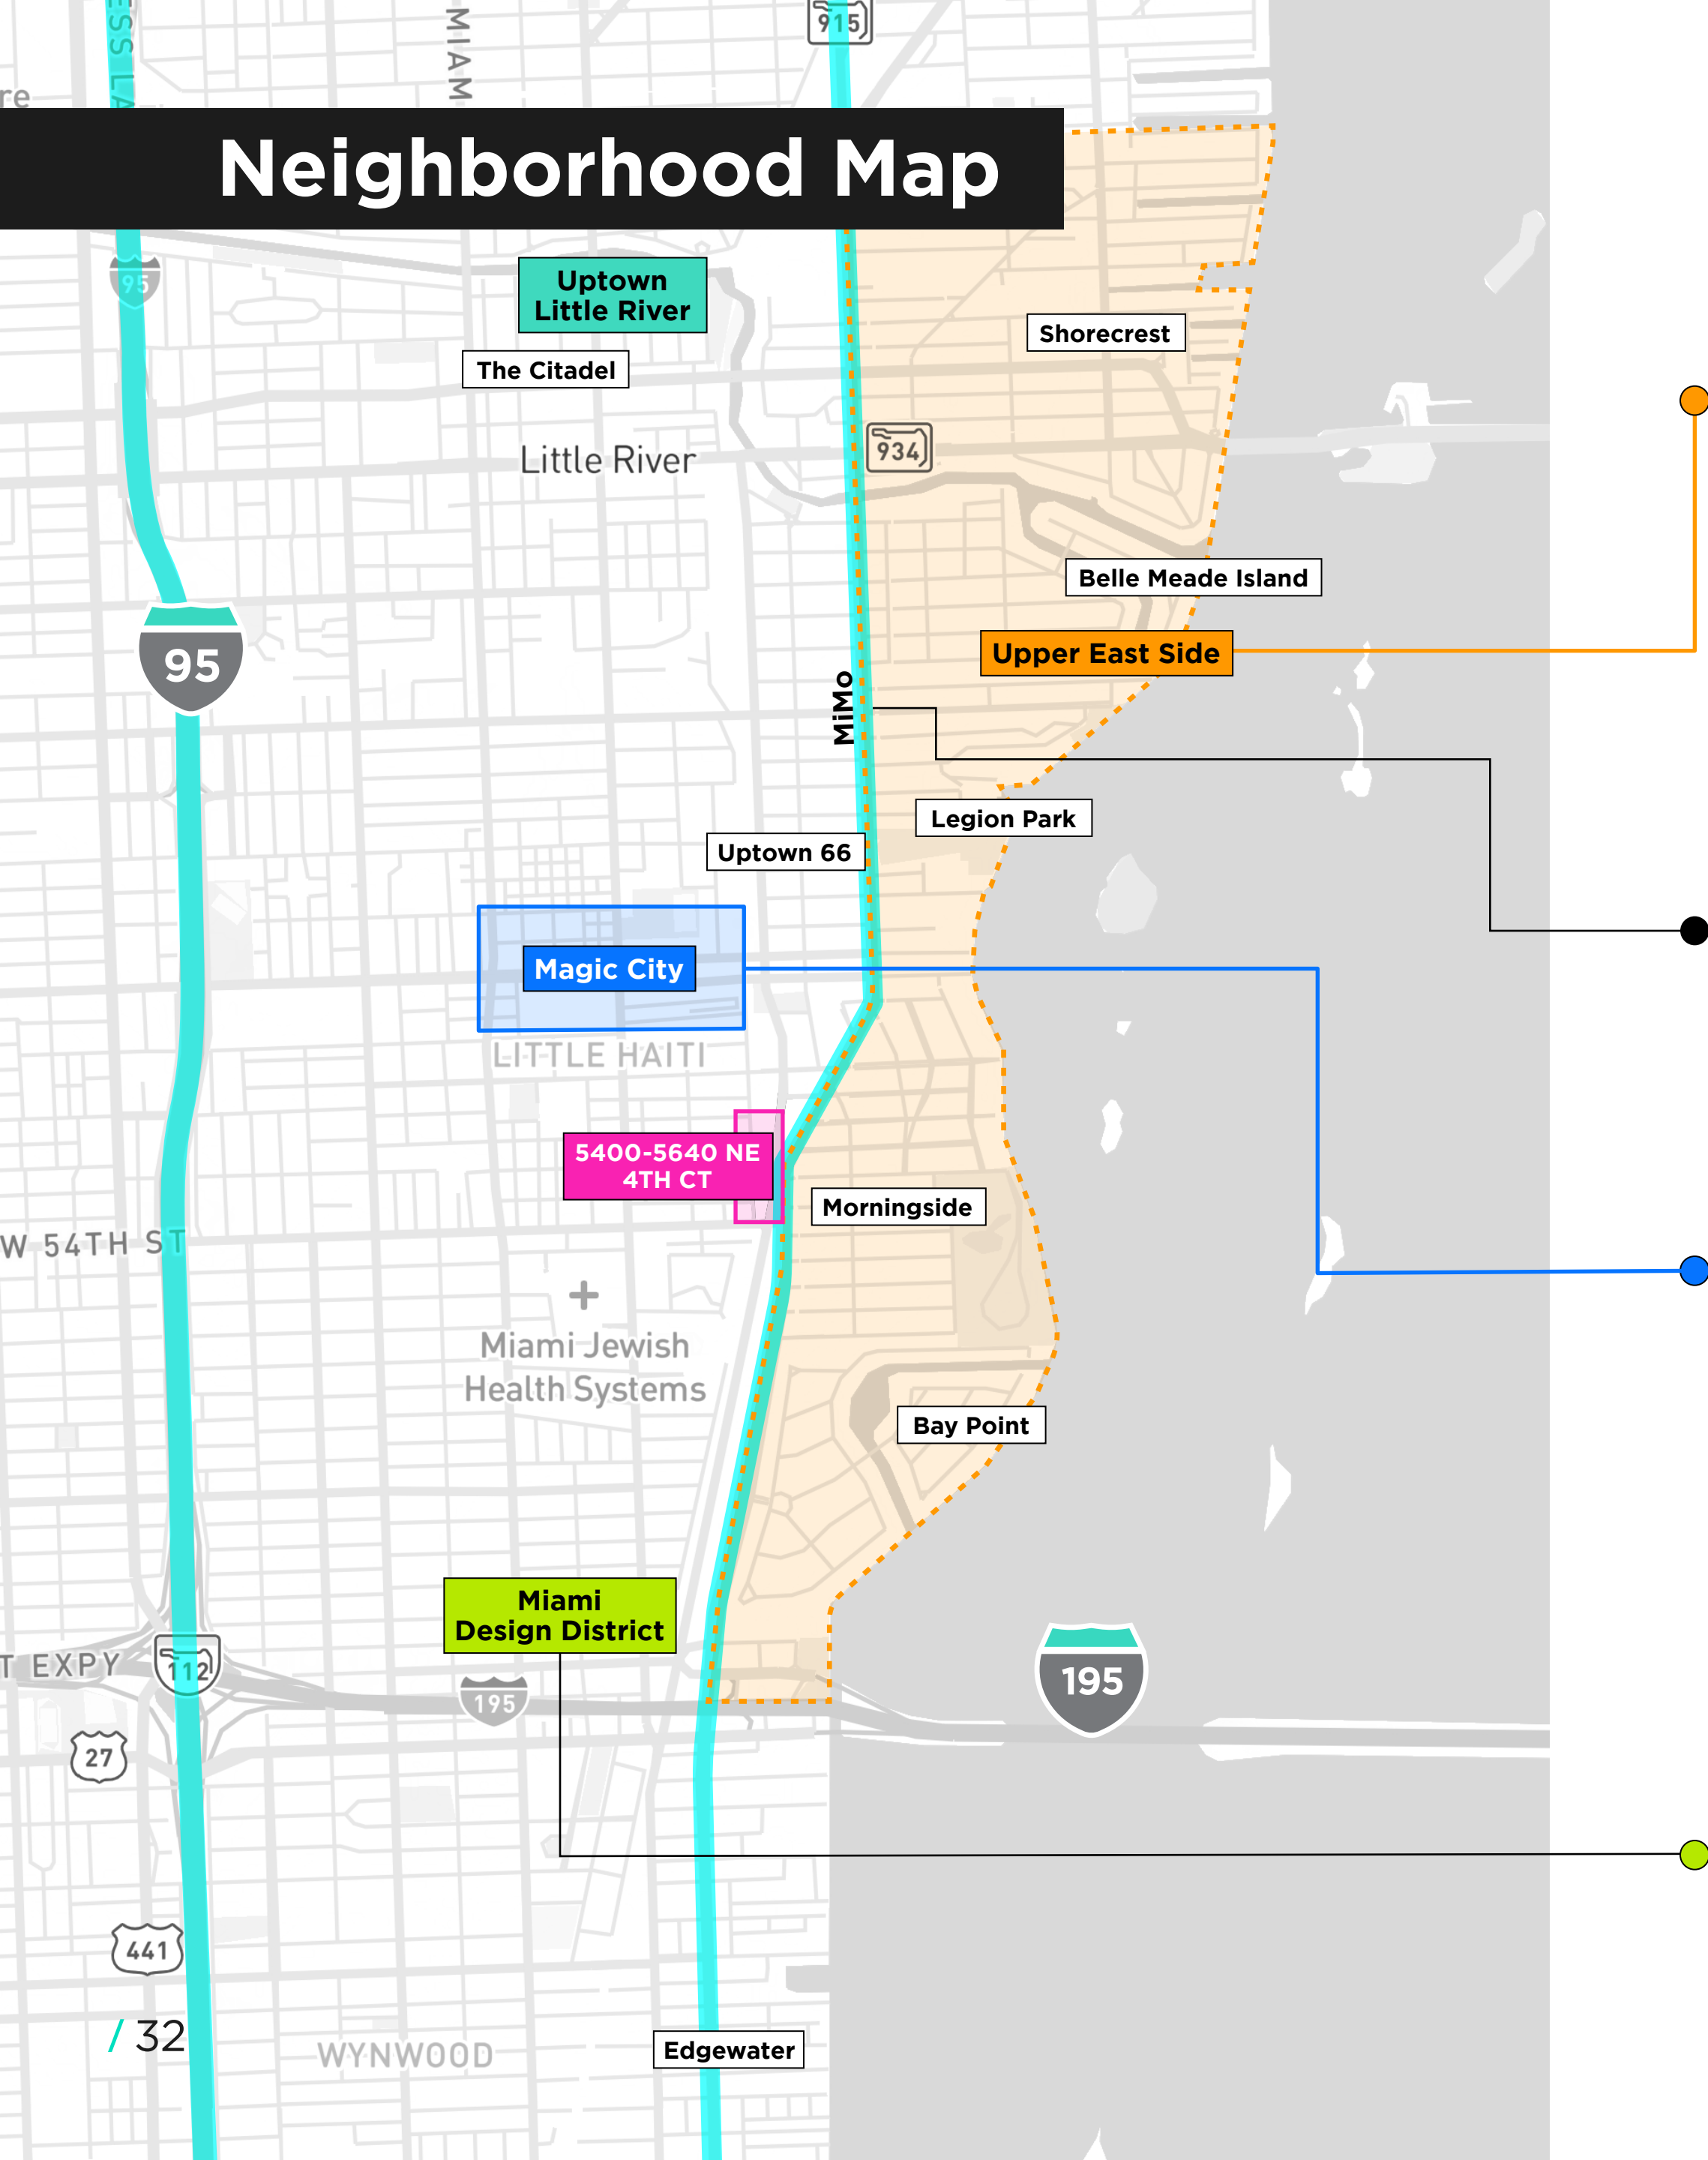 915
MIAM
re
Neighborhood Map
95
Uptown
Little River
Shorecrest
The Citadel
934
Little River
Belle Meade Island
Upper East Side
95
MiMo
Legion Park
Uptown 66
Magic City
LITTLE HAITI
5400-5640 NE
4TH CT
Morningside
W 54TH ST
Miami Jewish
Health Systems
Bay Point
Miami
Design District
T EXPY
112
195
195
27
441
/ 32
WYNWOOD
Edgewater